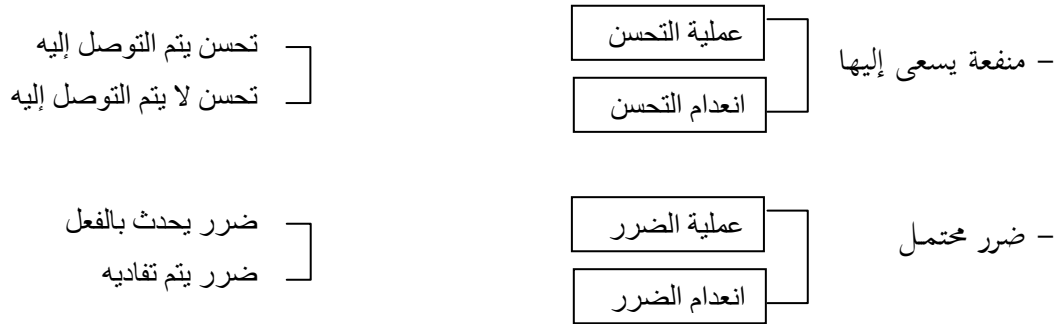 عملية التحسن
– منفعة يسعى إليها
انعدام التحسن
تحسن يتم التوصل إليه
تحسن لا يتم التوصل إليه
عملية الضرر
– ضرر محتمل
انعدام الضرر
ضرر يحدث بالفعل
ضرر يتم تفاديه